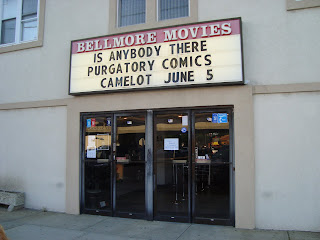 BELLMORE MOVIES
IS ANYBODY THERE
PURGATORY COMICS
CAMELOT JUNE 5